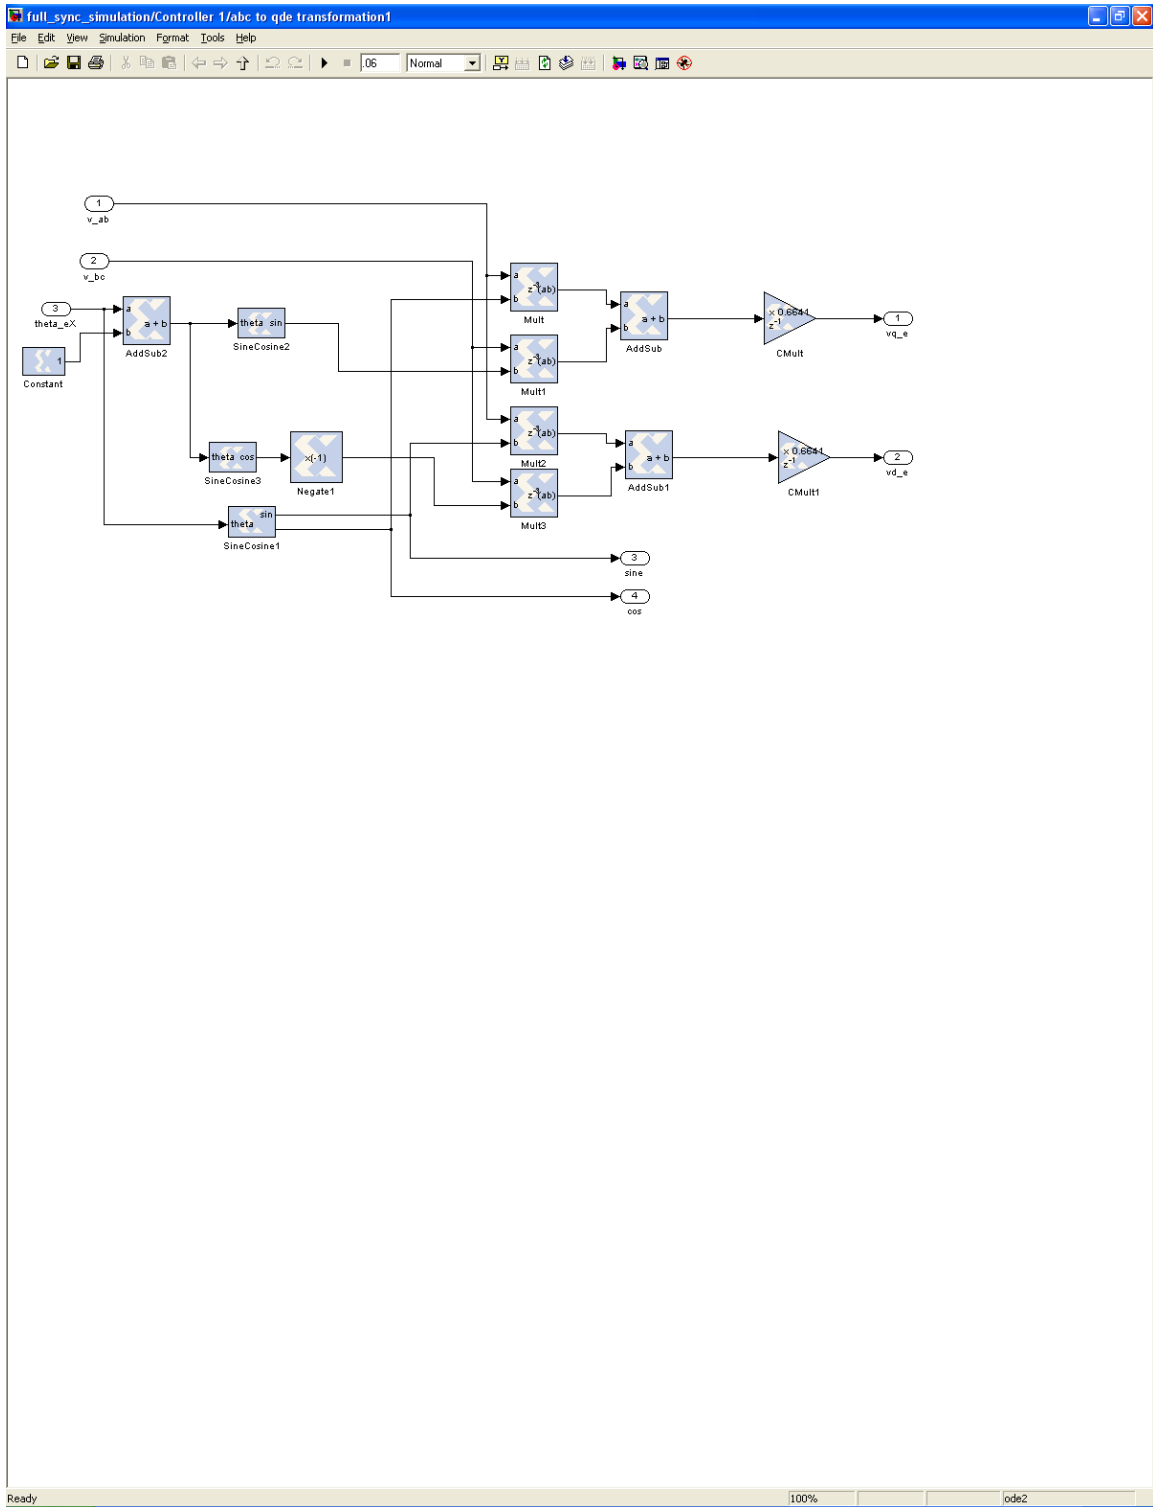 full_sync_simulation/Controller 1/abc to qde transformation1
File Edit View Simulation Format Tools Help
.06 Normal
1
v_ab
2
v_bc
3
theta_eX
a
b
a + b
AddSub2
1
Constant
theta sin
SineCosine2
theta cos
SineCosine3
x(-1)
Negate1
theta
sin
SineCosine1
a
b
Mult
a
b
Mult1
a
b
Mult2
a
b
Mult3
a
b
a + b
AddSub
a
b
a + b
AddSub1
x 0.6641
z-1
CMult
x 0.6641
z-1
CMult1
1
vq_e
2
vd_e
3
sine
4
cos
Ready 100% ode2